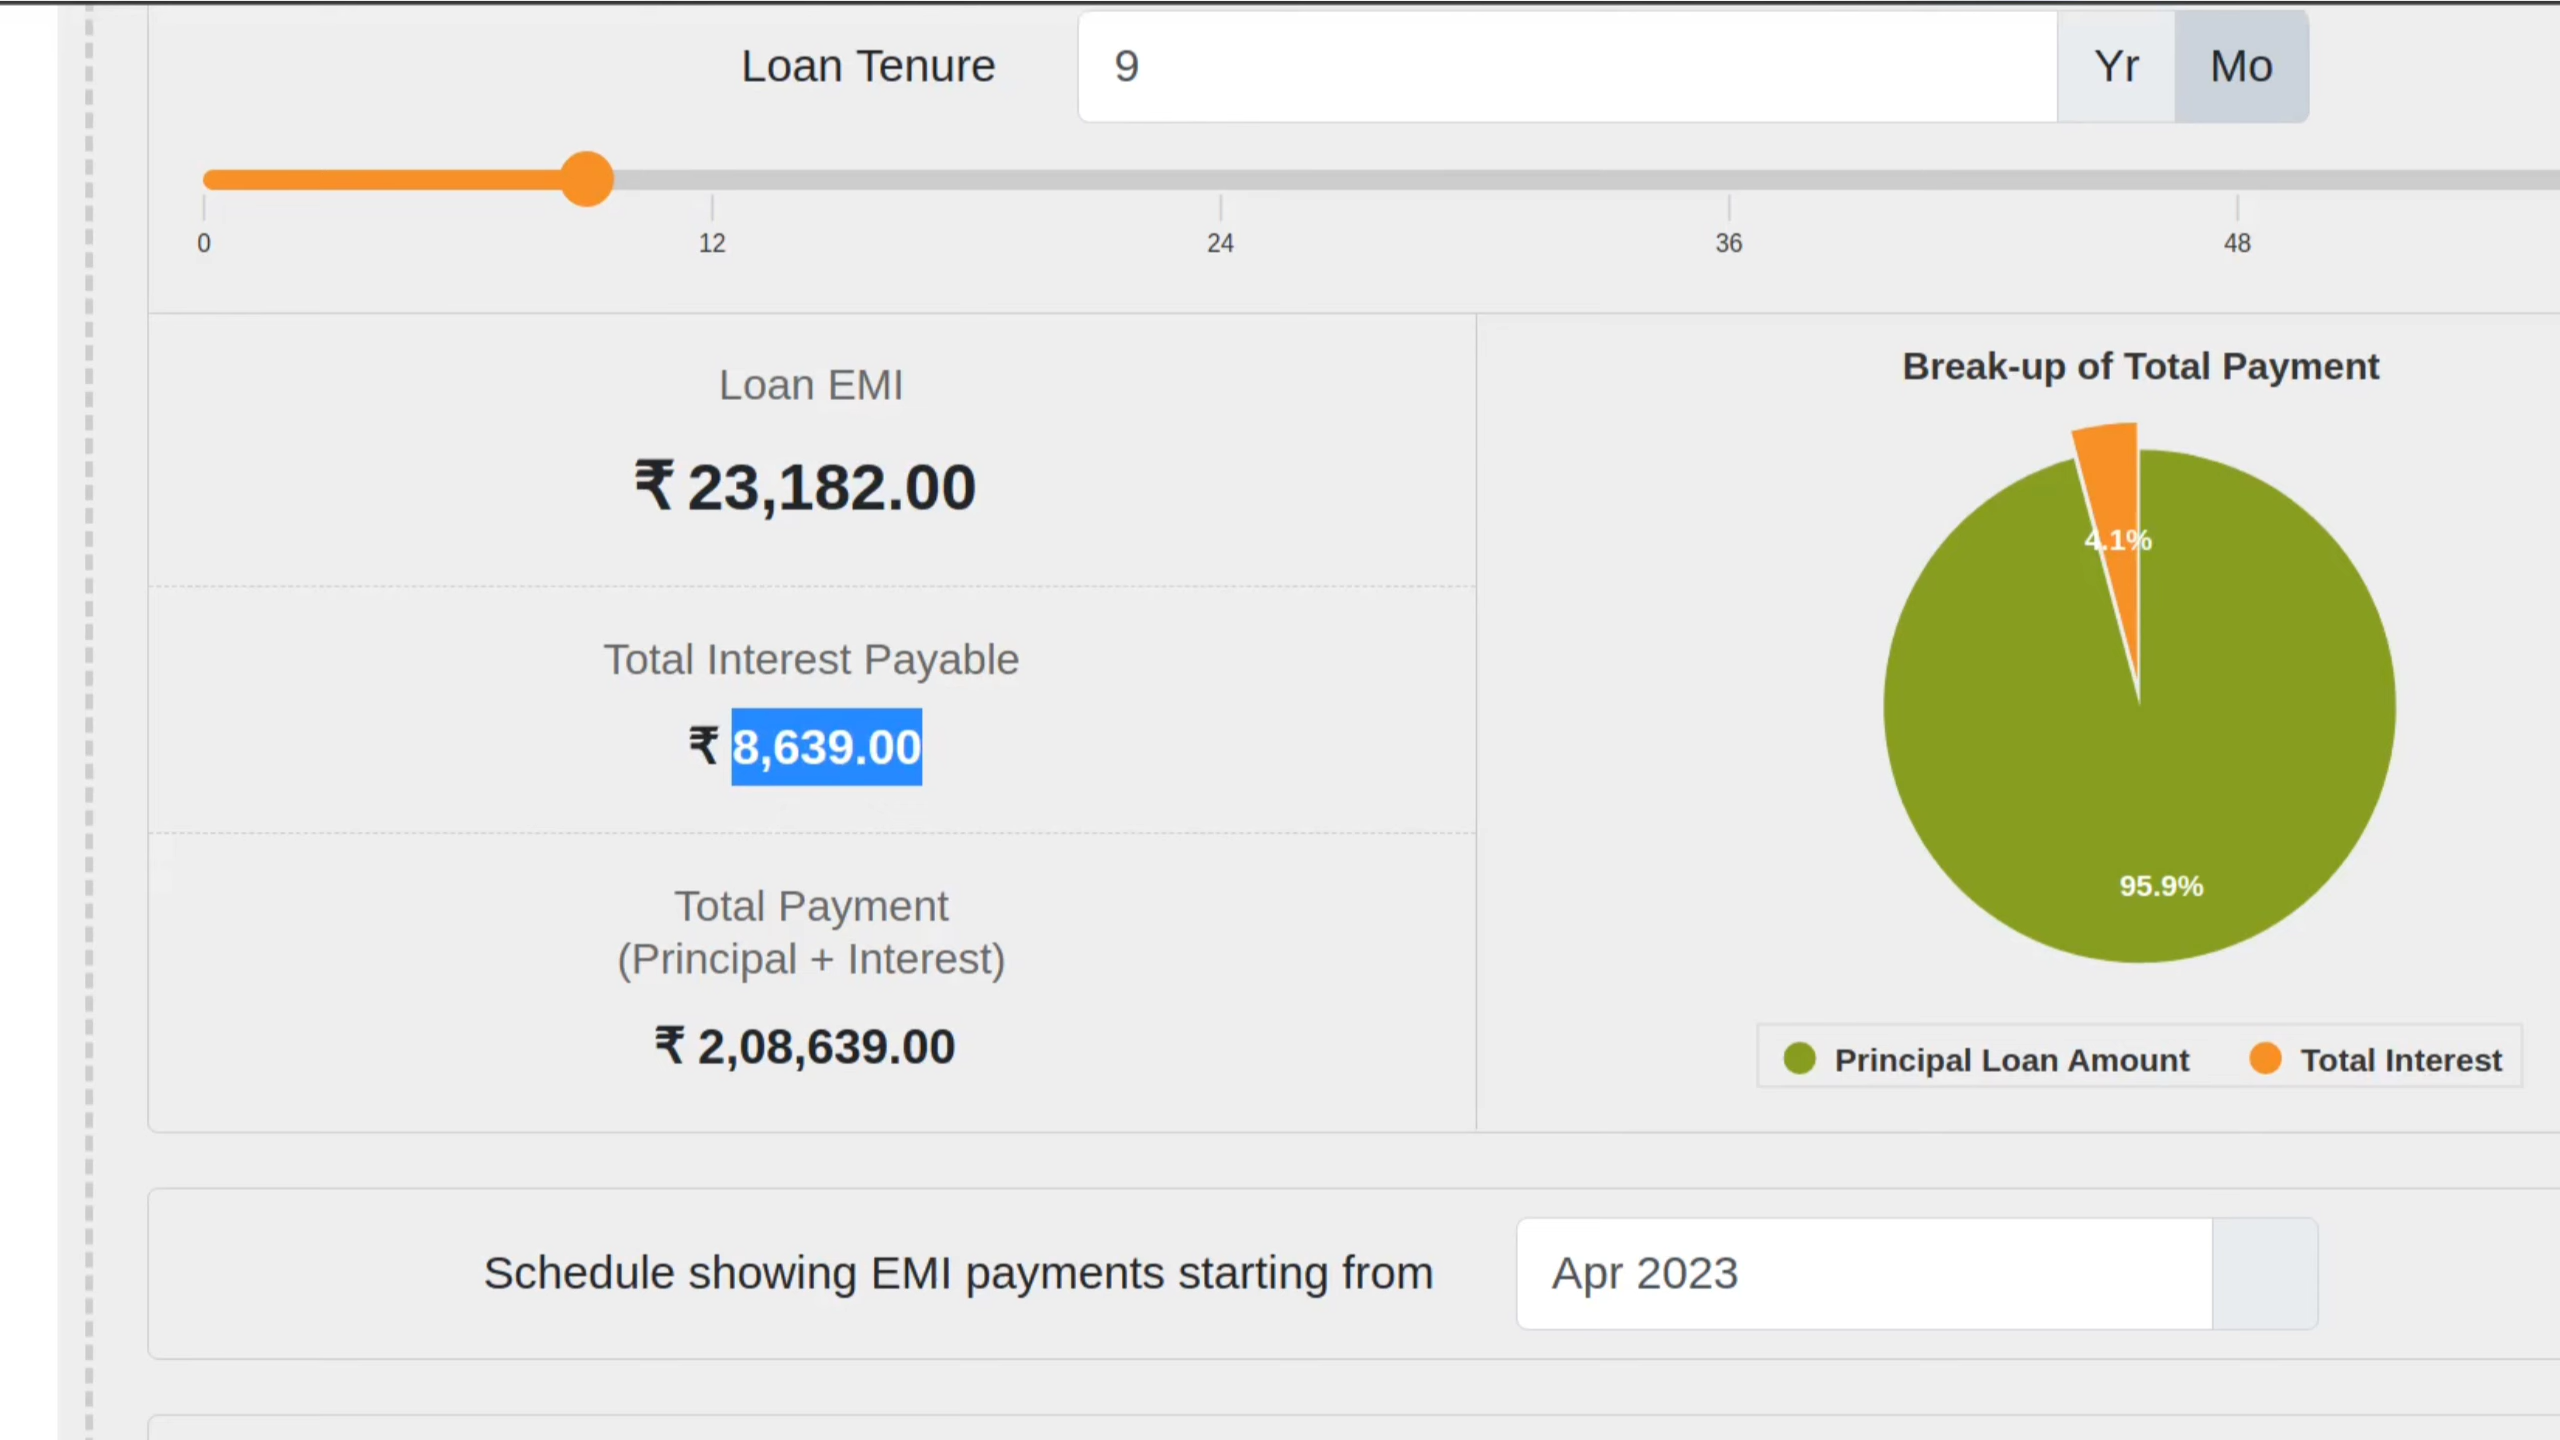 Loan Tenure 9 Yr Mo
0 12 24 36 48
Loan EMI
₹ 23,182.00
Total Interest Payable
₹ 8,639.00
Total Payment
(Principal + Interest)
₹ 2,08,639.00
Break-up of Total Payment
4.1%
95.9%
Principal Loan Amount Total Interest
Schedule showing EMI payments starting from Apr 2023